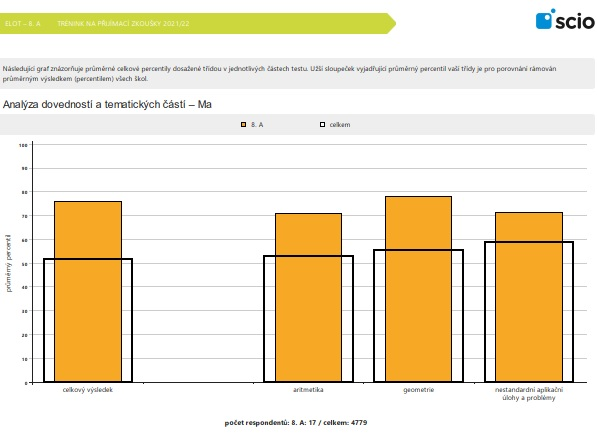 ELOT – 8. A TRÉNINK NA PŘIJÍMACÍ ZKOUŠKY 2021/22
scio
Následující graf znázorňuje průměrné celkové percentily dosažené třídou v jednotlivých částech testu. Užší sloupeček vyjadřující průměrný percentil vaší třídy je pro porovnání rámován
průměrným výsledkem (percentilem) všech škol.
Analýza dovedností a tematických částí – Ma
8. A celkem
100
90
80
70
60
50
40
30
20
10
0
průměrný percentil
celkový výsledek aritmetika geometrie nestandardní aplikační
úlohy a problémy
počet respondentů: 8. A: 17 / celkem: 4779